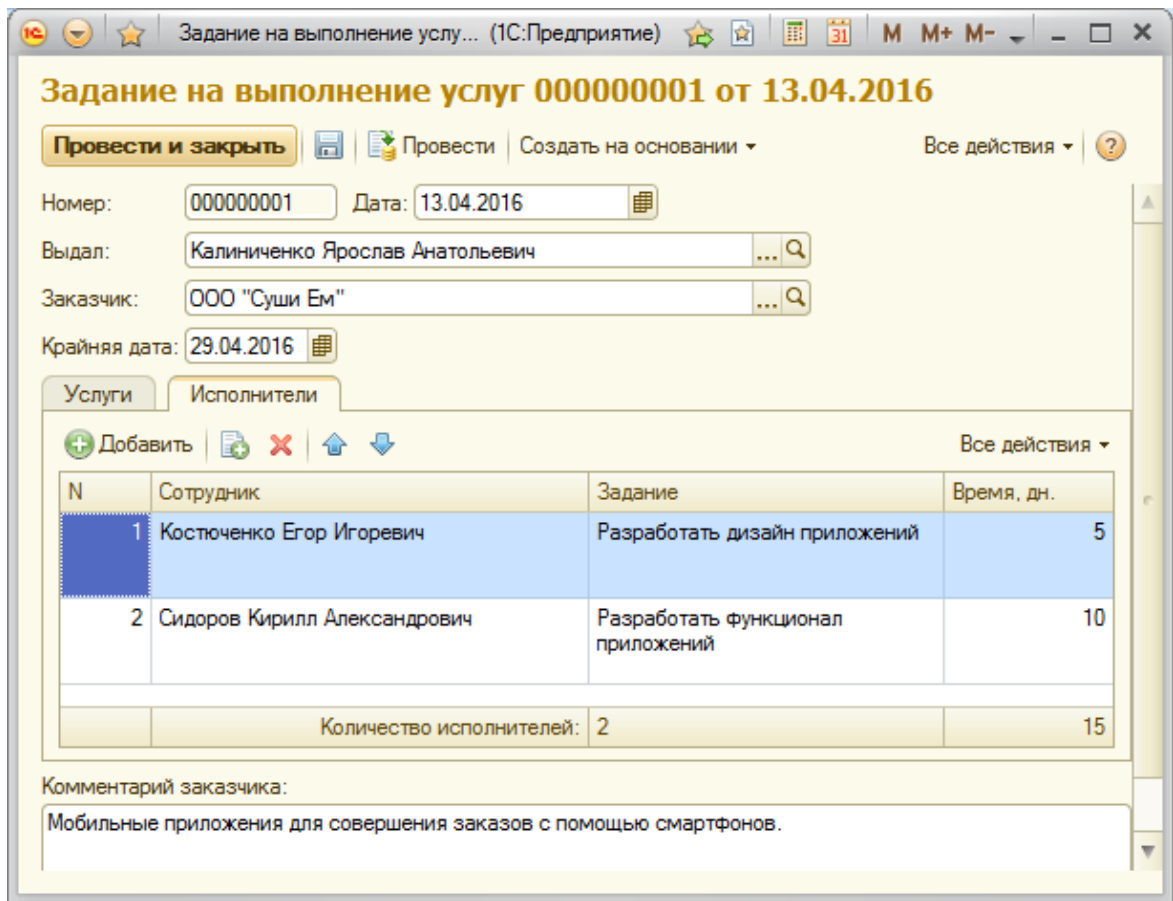 Задание на выполнение услу... (1С:Предприятие) 31 M M+ M-
Задание на выполнение услуг 000000001 от 13.04.2016
Провести и закрыть Провести Создать на основании Все действия ?
Номер: 000000001 Дата: 13.04.2016
Выдал: Калиниченко Ярослав Анатольевич ...
Заказчик: ООО "Суши Ем" ...
Крайняя дата: 29.04.2016
Услуги Исполнители
Добавить Все действия
N Сотрудник Задание Время, дн.
1 Костюченко Егор Игоревич Разработать дизайн приложений 5
2 Сидоров Кирилл Александрович Разработать функционал 10
приложений
Количество исполнителей: 2 15
Комментарий заказчика:
Мобильные приложения для совершения заказов с помощью смартфонов.